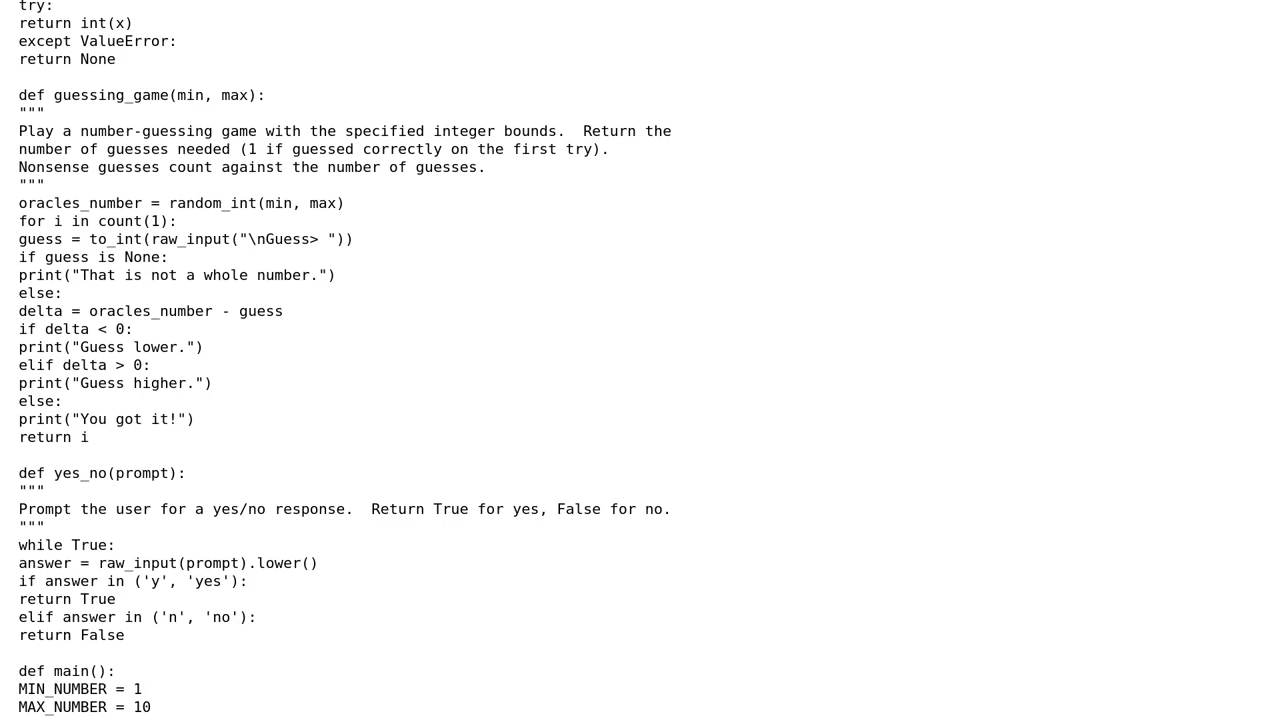 try:
return int(x)
except ValueError:
return None

def guessing_game(min, max):
"""
Play a number-guessing game with the specified integer bounds.  Return the
number of guesses needed (1 if guessed correctly on the first try).
Nonsense guesses count against the number of guesses.
"""
oracles_number = random_int(min, max)
for i in count(1):
guess = to_int(raw_input("\nGuess> "))
if guess is None:
print("That is not a whole number.")
else:
delta = oracles_number - guess
if delta < 0:
print("Guess lower.")
elif delta > 0:
print("Guess higher.")
else:
print("You got it!")
return i

def yes_no(prompt):
"""
Prompt the user for a yes/no response.  Return True for yes, False for no.
"""
while True:
answer = raw_input(prompt).lower()
if answer in ('y', 'yes'):
return True
elif answer in ('n', 'no'):
return False

def main():
MIN_NUMBER = 1
MAX_NUMBER = 10